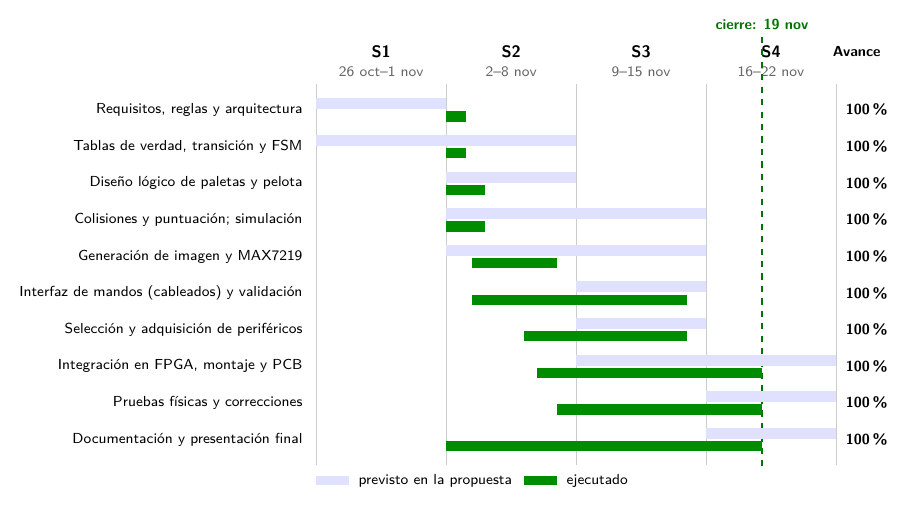 cierre: 19 nov
S1 S2 S3 S4 Avance
26 oct–1 nov 2–8 nov 9–15 nov 16–22 nov
Requisitos, reglas y arquitectura 100 %
Tablas de verdad, transición y FSM 100 %
Diseño lógico de paletas y pelota 100 %
Colisiones y puntuación; simulación 100 %
Generación de imagen y MAX7219 100 %
Interfaz de mandos (cableados) y validación 100 %
Selección y adquisición de periféricos 100 %
Integración en FPGA, montaje y PCB 100 %
Pruebas físicas y correcciones 100 %
Documentación y presentación final 100 %
previsto en la propuesta ejecutado